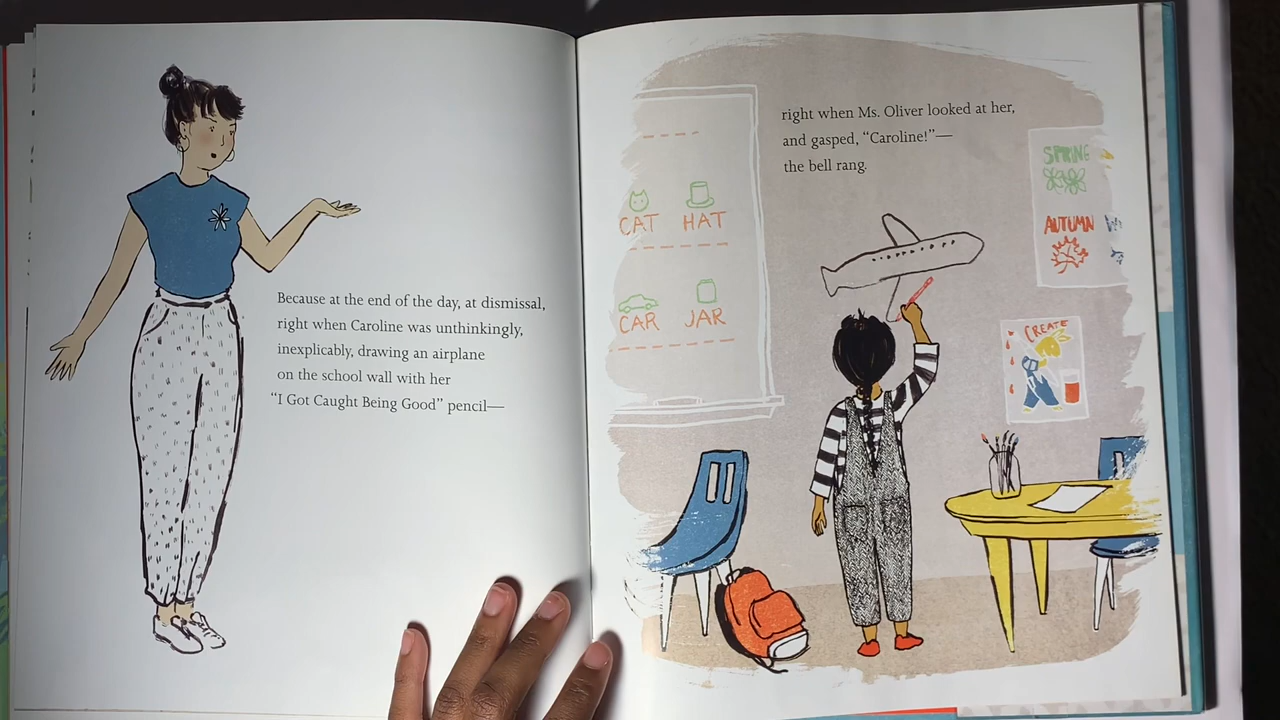 Because at the end of the day, at dismissal,
right when Caroline was unthinkingly,
inexplicably, drawing an airplane
on the school wall with her
“I Got Caught Being Good” pencil—
right when Ms. Oliver looked at her,
and gasped, “Caroline!”—
the bell rang.
CAT HAT
CAR JAR
SPRING
AUTUMN
CREATE